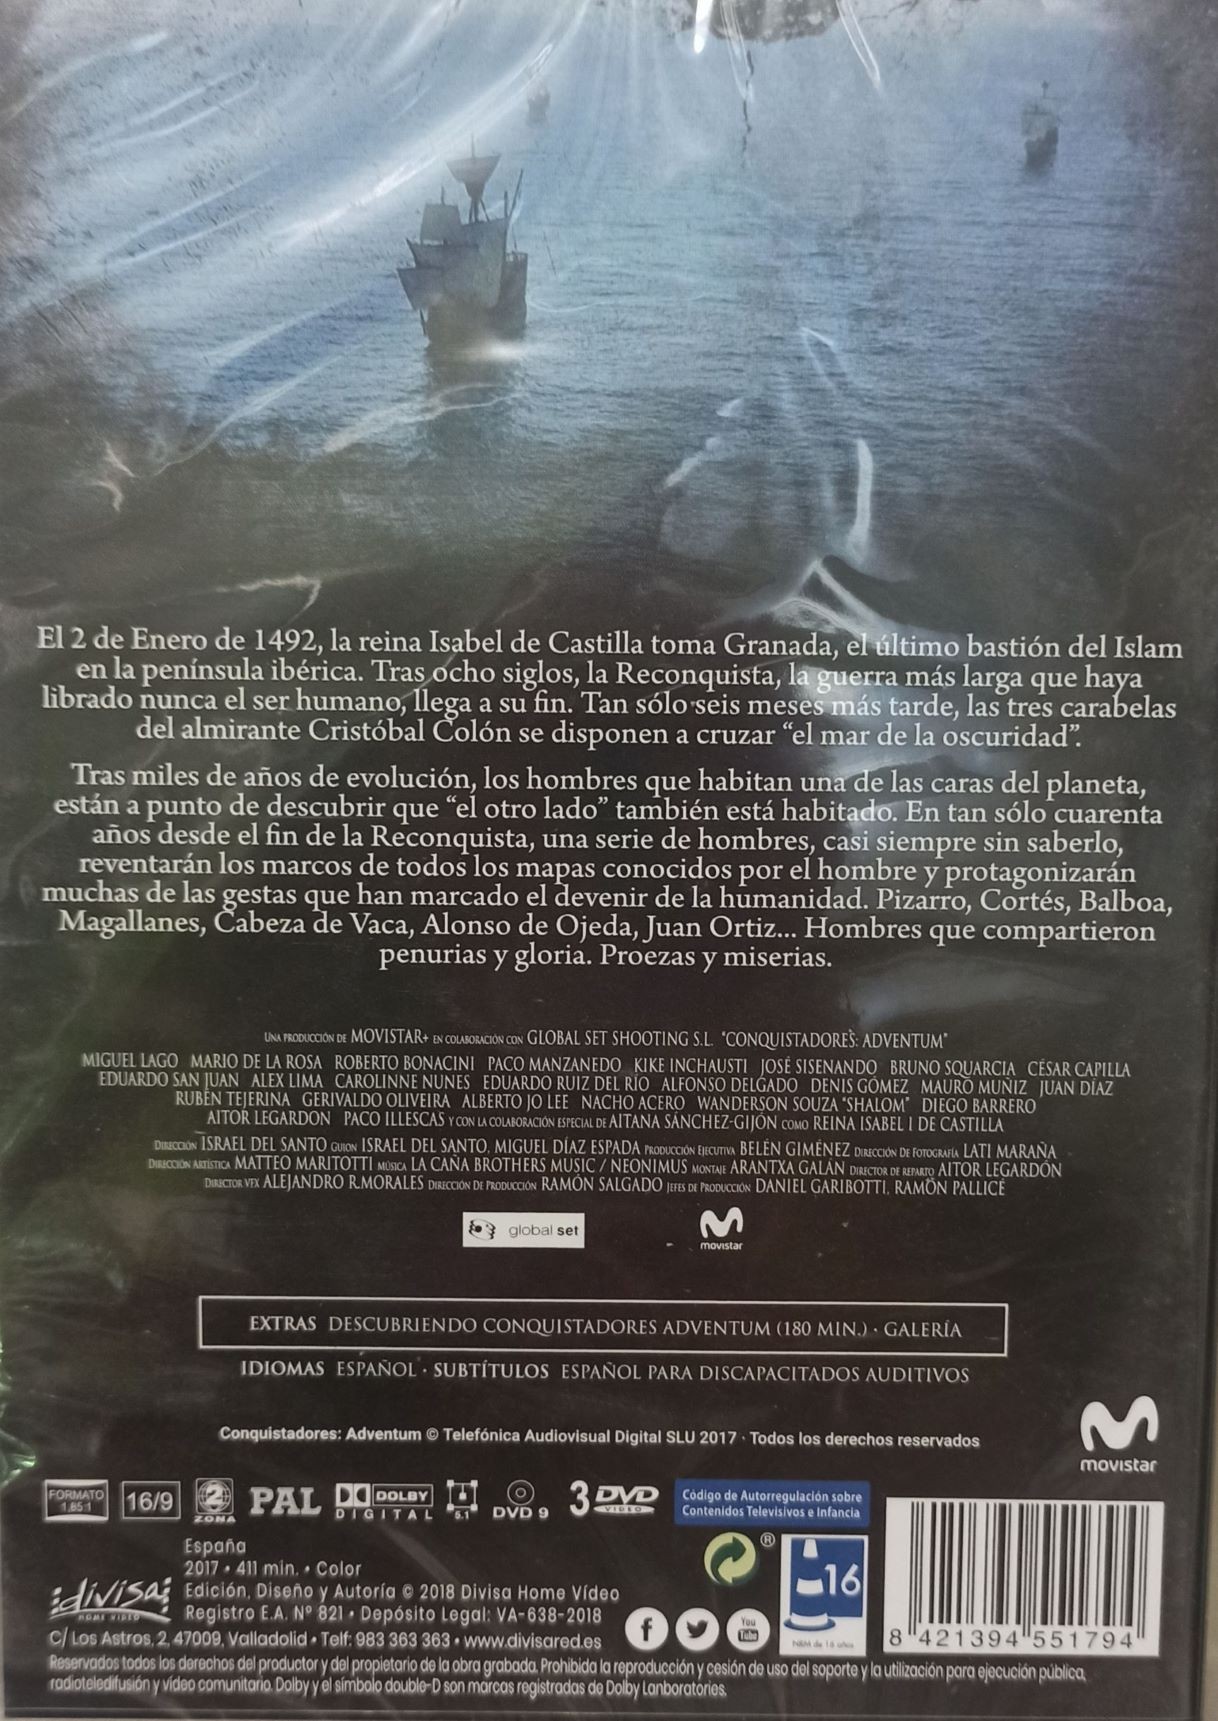 El 2 de Enero de 1492, la reina Isabel de Castilla toma Granada, el último bastión del Islam
en la península ibérica. Tras ocho siglos, la Reconquista, la guerra más larga que haya
librado nunca el ser humano, llega a su fin. Tan sólo seis meses más tarde, las tres carabelas
del almirante Cristóbal Colón se disponen a cruzar “el mar de la oscuridad”.
Tras miles de años de evolución, los hombres que habitan una de las caras del planeta,
están a punto de descubrir que “el otro lado” también está habitado. En tan sólo cuarenta
años desde el fin de la Reconquista, una serie de hombres, casi siempre sin saberlo,
reventarán los marcos de todos los mapas conocidos por el hombre y protagonizarán
muchas de las gestas que han marcado el devenir de la humanidad. Pizarro, Cortés, Balboa,
Magallanes, Cabeza de Vaca, Alonso de Ojeda, Juan Ortiz... Hombres que compartieron
penurias y gloria. Proezas y miserias.
UNA PRODUCCIÓN DE MOVISTAR+ EN COLABORACIÓN CON GLOBAL SET SHOOTING S.L. "CONQUISTADORES: ADVENTUM"
MIGUEL LAGO MARIO DE LA ROSA ROBERTO BONACINI PACO MANZANEDO KIKE INCHAUSTI JOSÉ SISENANDO BRUNO SQUARCIA CÉSAR CAPILLA
EDUARDO SAN JUAN ALEX LIMA CAROLINNE NUNES EDUARDO RUIZ DEL RÍO ALFONSO DELGADO DENIS GÓMEZ MAURO MUÑIZ JUAN DÍAZ
RUBÉN TEJERINA GERIVALDO OLIVEIRA ALBERTO JO LEE NACHO ACERO WANDERSON SOUZA "SHALOM" DIEGO BARRERO
AITOR LEGARDON PACO ILLESCAS Y CON LA COLABORACIÓN ESPECIAL DE AITANA SÁNCHEZ-GIJÓN COMO REINA ISABEL I DE CASTILLA
DIRECCIÓN ISRAEL DEL SANTO GUION ISRAEL DEL SANTO, MIGUEL DÍAZ ESPADA PRODUCCIÓN EJECUTIVA BELÉN GIMÉNEZ DIRECCIÓN DE FOTOGRAFÍA LATI MARAÑA
DIRECCIÓN ARTÍSTICA MATTEO MARITOTTI MÚSICA LA CAÑA BROTHERS MUSIC / NEONIMUS MONTAJE ARANTXA GALÁN DIRECTOR DE REPARTO AITOR LEGARDÓN
DIRECTOR VFX ALEJANDRO R.MORALES DIRECCIÓN DE PRODUCCIÓN RAMÓN SALGADO JEFES DE PRODUCCIÓN DANIEL GARIBOTTI, RAMÓN PALLICÉ
global set
movistar
EXTRAS DESCUBRIENDO CONQUISTADORES ADVENTUM (180 MIN.) · GALERÍA
IDIOMAS ESPAÑOL · SUBTÍTULOS ESPAÑOL PARA DISCAPACITADOS AUDITIVOS
Conquistadores: Adventum © Telefónica Audiovisual Digital SLU 2017 · Todos los derechos reservados
movistar
FORMATO
1.85:1
16/9
2
ZONA
PAL
DOLBY
DIGITAL
5.1
DVD 9
3 DVD
VIDEO
Código de Autorregulación sobre
Contenidos Televisivos e Infancia
España
2017 • 411 min. • Color
divisa
HOME VIDEO
Edición, Diseño y Autoría © 2018 Divisa Home Vídeo
Registro E.A. Nº 821 • Depósito Legal: VA-638-2018
C/ Los Astros, 2, 47009, Valladolid • Telf: 983 363 363 • www.divisared.es
f
You
Tube
®
16
NRM de 16 años
8 421394 551794
Reservados todos los derechos del productor y del propietario de la obra grabada. Prohibida la reproducción y cesión de uso del soporte y la utilización para ejecución pública,
radioteledifusión y vídeo comunitario. Dolby y el símbolo double-D son marcas registradas de Dolby Lanboratories.